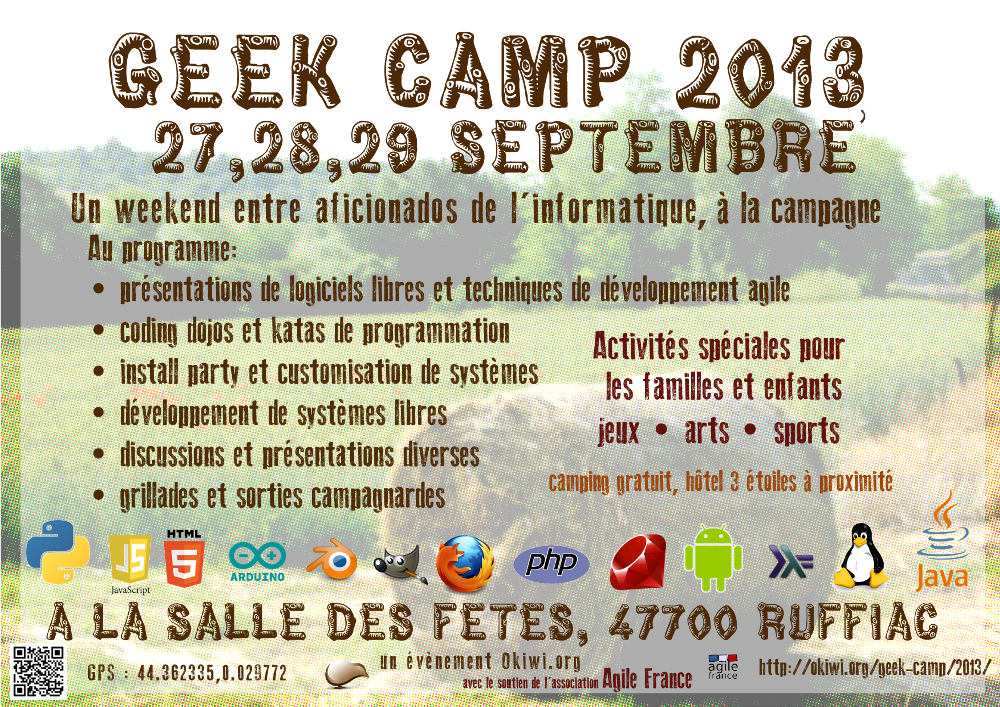 GEEK CAMP 2013,
27,28,29 SEPTEMBRE
Un weekend entre aficionados de l'informatique, à la campagne
Au programme:
• présentations de logiciels libres et techniques de développement agile
• coding dojos et katas de programmation
• install party et customisation de systèmes
• développement de systèmes libres
• discussions et présentations diverses
• grillades et sorties campagnardes
Activités spéciales pour
les familles et enfants
jeux • arts • sports
camping gratuit, hôtel 3 étoiles à proximité
JS
JavaScript
HTML
5
ARDUINO
php
Java
A LA SALLE DES FETES, 47700 RUFFIAC
GPS : 44.362335,0.029772
un évènement Okiwi.org
avec le soutien de l'association Agile France
agile
france
http://okiwi.org/geek-camp/2013/